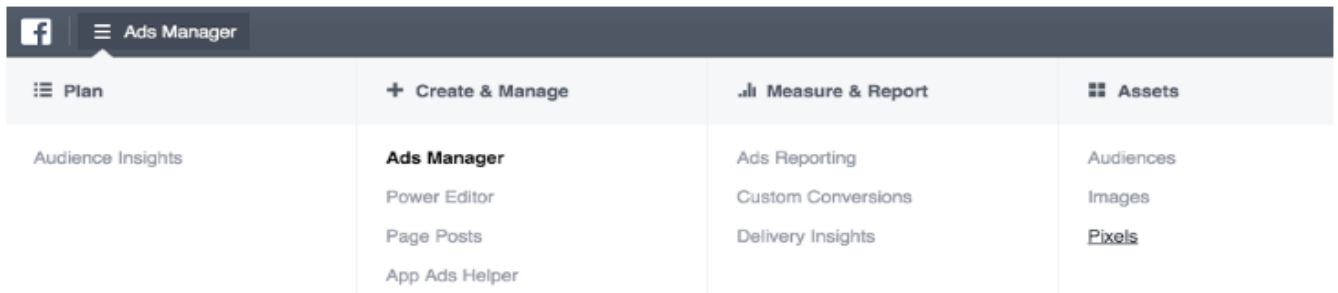 f Ads Manager
Plan
Create & Manage
Measure & Report
Assets
Audience Insights
Ads Manager
Ads Reporting
Audiences
Power Editor
Custom Conversions
Images
Page Posts
Delivery Insights
Pixels
App Ads Helper